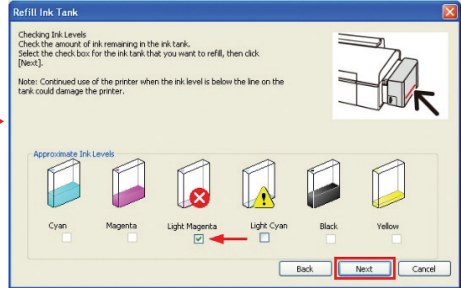 Refill Ink Tank
Checking Ink Levels
Check the amount of ink remaining in the ink tank.
Select the check box for the ink tank that you want to refill, then click
[Next].
Note: Continued use of the printer when the ink level is below the line on the
tank could damage the printer.
Approximate Ink Levels
Cyan Magenta Light Magenta Light Cyan Black Yellow
Back Next Cancel